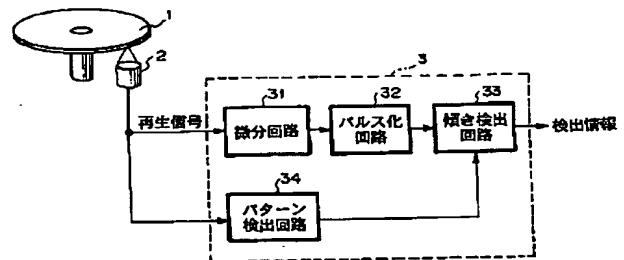 1
2
3
31
32
33
再生信号
微分回路
パルス化
回路
傾き検出
回路
検出情報
34
パターン
検出回路